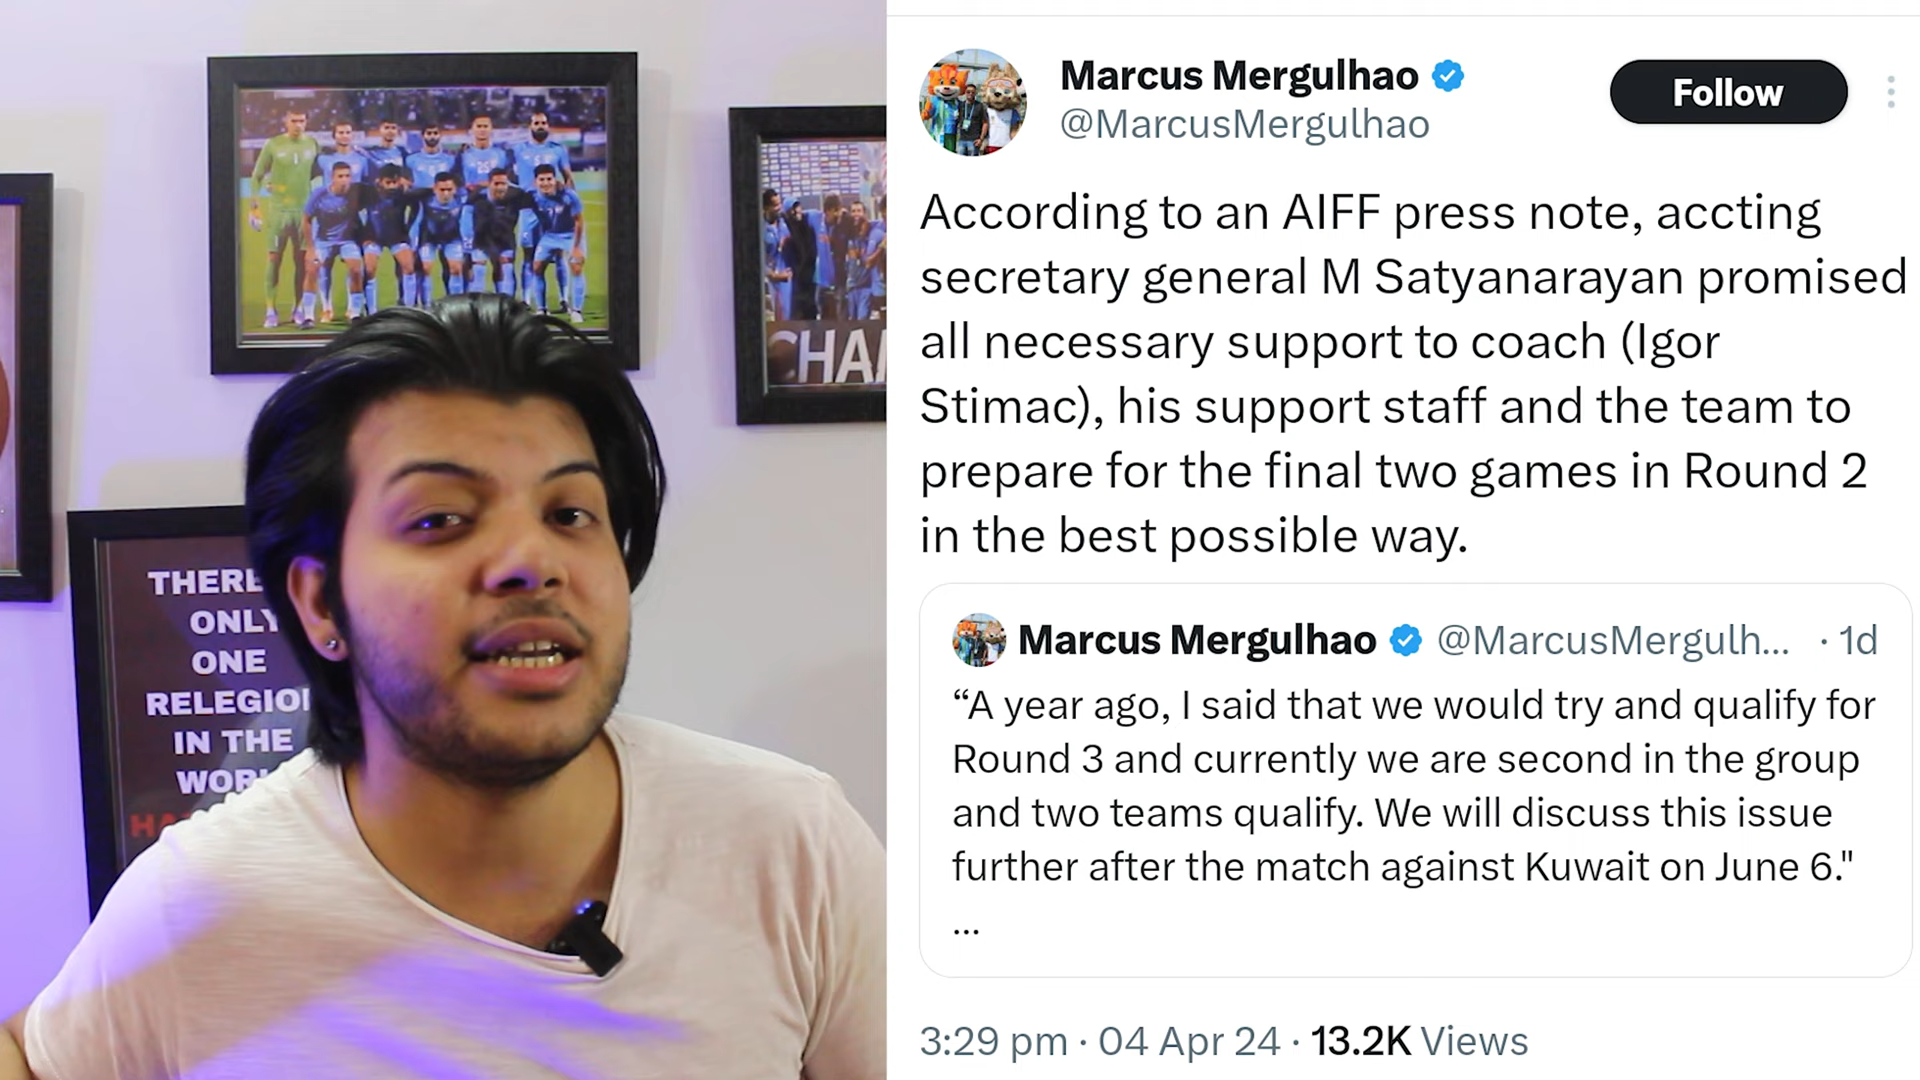 CHA
THERE
ONLY
ONE
RELEGIO
IN THE
WOR
HA
Marcus Mergulhao
@MarcusMergulhao
Follow
According to an AIFF press note, accting
secretary general M Satyanarayan promised
all necessary support to coach (Igor
Stimac), his support staff and the team to
prepare for the final two games in Round 2
in the best possible way.
Marcus Mergulhao @MarcusMergulh... · 1d
“A year ago, I said that we would try and qualify for
Round 3 and currently we are second in the group
and two teams qualify. We will discuss this issue
further after the match against Kuwait on June 6."
...
3:29 pm · 04 Apr 24 · 13.2K Views